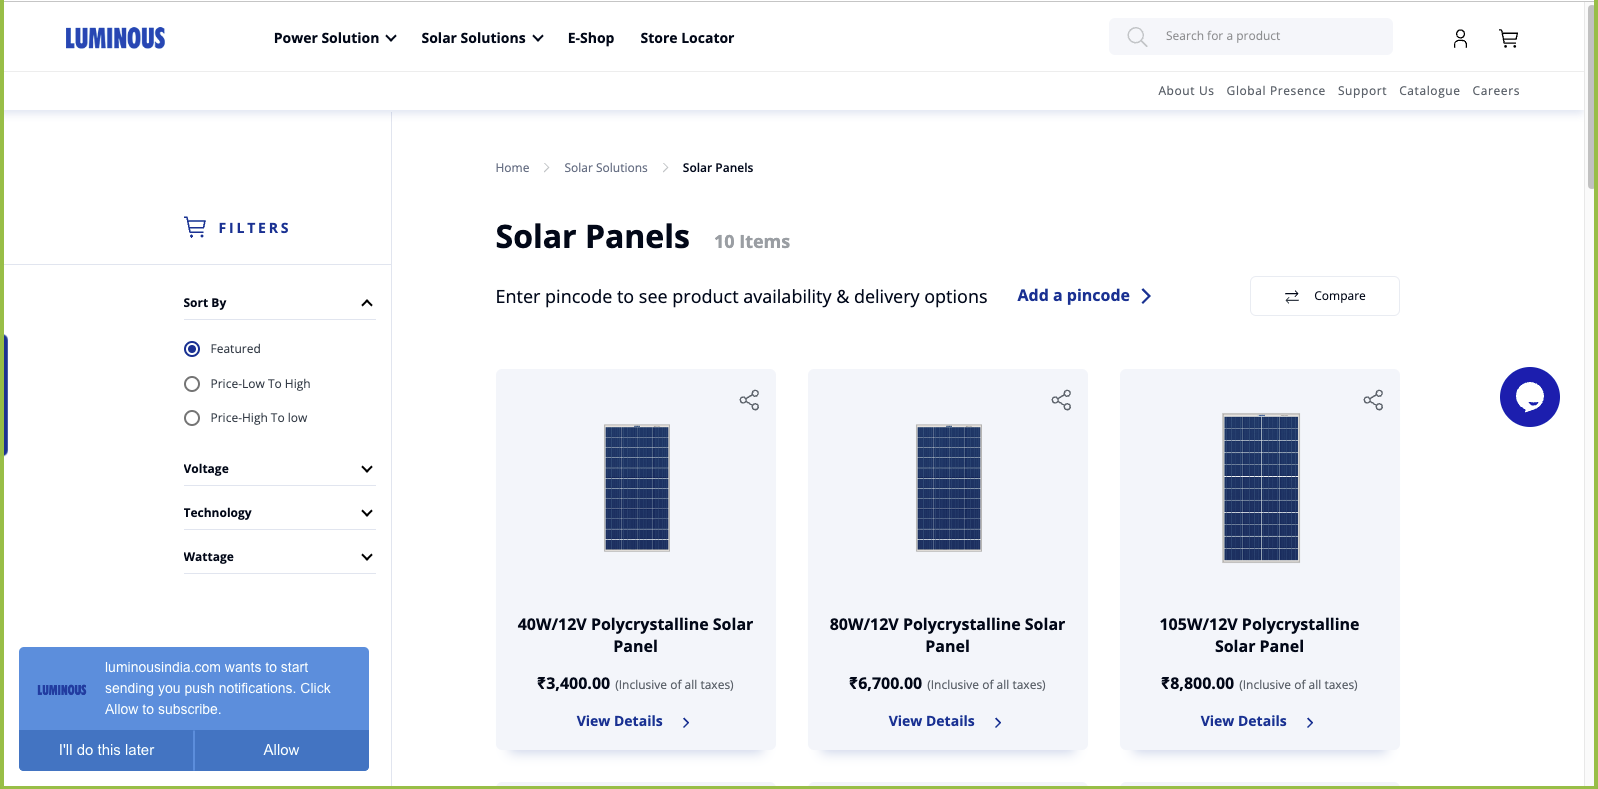 LUMINOUS
Power Solution
Solar Solutions
E-Shop
Store Locator
Search for a product
About Us
Global Presence
Support
Catalogue
Careers
Home
Solar Solutions
Solar Panels
FILTERS
Solar Panels
10 Items
Enter pincode to see product availability & delivery options
Add a pincode
Compare
Sort By
Featured
Price-Low To High
Price-High To low
Voltage
Technology
Wattage
40W/12V Polycrystalline Solar
Panel
₹3,400.00 (Inclusive of all taxes)
View Details
80W/12V Polycrystalline Solar
Panel
₹6,700.00 (Inclusive of all taxes)
View Details
105W/12V Polycrystalline
Solar Panel
₹8,800.00 (Inclusive of all taxes)
View Details
LUMINOUS
luminousindia.com wants to start
sending you push notifications. Click
Allow to subscribe.
I'll do this later
Allow